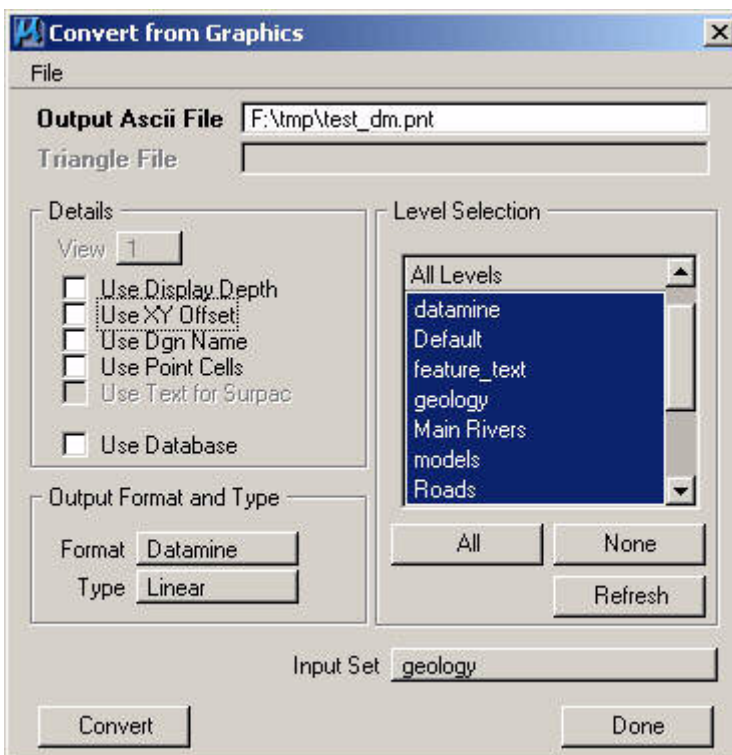 Convert from Graphics
File
Output Ascii File F:\tmp\test_dm.pnt
Triangle File
Details
View 1
Use Display Depth
Use XY Offset
Use Dgn Name
Use Point Cells
Use Text for Surpac
Use Database
Level Selection
All Levels
datamine
Default
feature_text
geology
Main Rivers
models
Roads
All None
Refresh
Output Format and Type
Format Datamine
Type Linear
Input Set geology
Convert Done